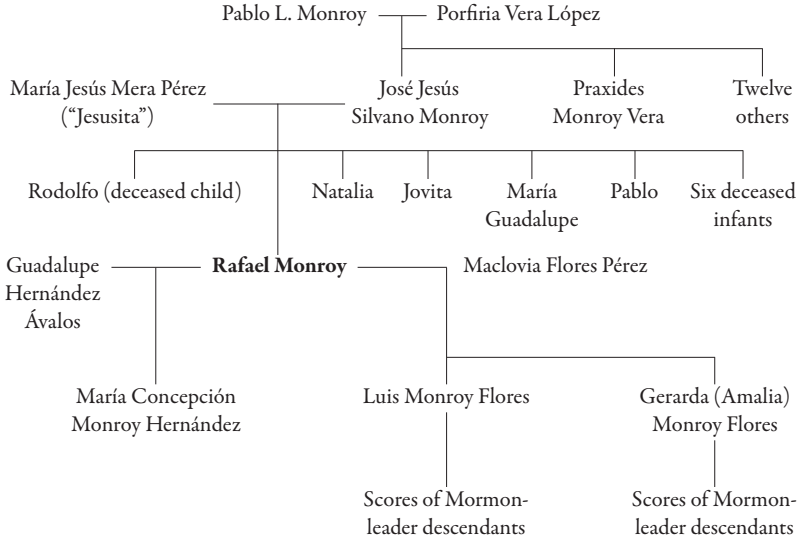 Pablo L. Monroy Porfiria Vera López
María Jesús Mera Pérez
(“Jesusita”)
José Jesús
Silvano Monroy
Praxides
Monroy Vera
Twelve
others
Rodolfo (deceased child)
Natalia
Jovita
María
Guadalupe
Pablo
Six deceased
infants
Guadalupe
Hernández
Ávalos
Rafael Monroy
Maclovia Flores Pérez
María Concepción
Monroy Hernández
Luis Monroy Flores
Gerarda (Amalia)
Monroy Flores
Scores of Mormon-
leader descendants
Scores of Mormon-
leader descendants